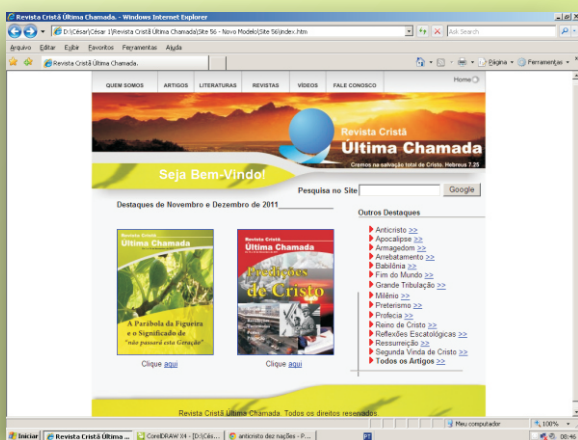 Revista Cristã Última Chamada. - Windows Internet Explorer
D:\César\César 1\Revista Cristã Última Chamada\Site 56 - Novo Modelo\Site 56\index.htm
Ask Search
Arquivo Editar Exibir Favoritos Ferramentas Ajuda
Revista Cristã Última Chamada.
Página Ferramentas
Home
QUEM SOMOS ARTIGOS LITERATURAS REVISTAS VÍDEOS FALE CONOSCO
Revista Cristã
Última Chamada
Cremos na salvação total de Cristo. Hebreus 7.25
Seja Bem-Vindo!
Pesquisa no Site Google
Destaques de Novembro e Dezembro de 2011
Outros Destaques
Revista Cristã
Última Chamada
A Parábola da Figueira
e o Significado de
"não passará esta Geração"
Clique aqui
Revista Cristã
Última Chamada
Predições
de Cristo
Clique aqui
Anticristo >>
Apocalipse >>
Armagedom >>
Arrebatamento >>
Babilônia >>
Fim do Mundo >>
Grande Tribulação >>
Milênio >>
Preterismo >>
Profecia >>
Reino de Cristo >>
Reflexões Escatológicas >>
Ressurreição >>
Segunda Vinda de Cristo >>
Todos os Artigos >>
Revista Cristã Última Chamada. Todos os direitos reservados.
Meu computador 100%
Iniciar Revista Cristã Última ... CorelDRAW X4 - [D:\Cés... anticristo dez nações - P... PT 00:46